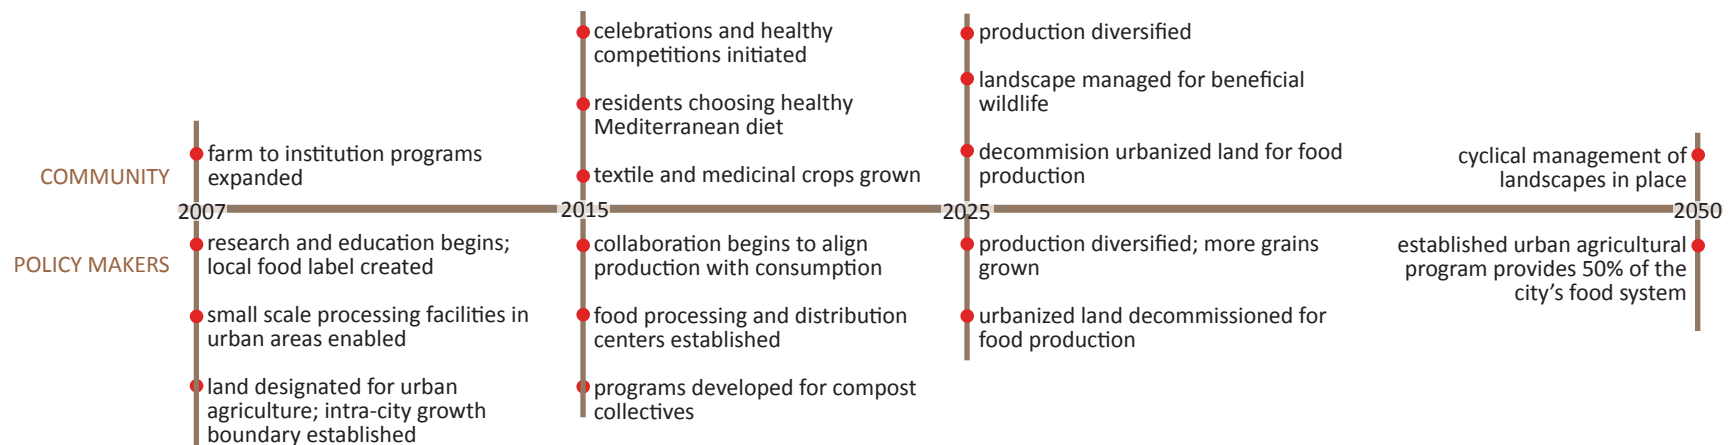 COMMUNITY
POLICY MAKERS
2007
farm to institution programs
expanded
research and education begins;
local food label created
small scale processing facilities in
urban areas enabled
land designated for urban
agriculture; intra-city growth
boundary established
2015
celebrations and healthy
competitions initiated
residents choosing healthy
Mediterranean diet
textile and medicinal crops grown
collaboration begins to align
production with consumption
food processing and distribution
centers established
programs developed for compost
collectives
2025
production diversified
landscape managed for beneficial
wildlife
decommision urbanized land for food
production
production diversified; more grains
grown
urbanized land decommissioned for
food production
2050
cyclical management of
landscapes in place
established urban agricultural
program provides 50% of the
city’s food system